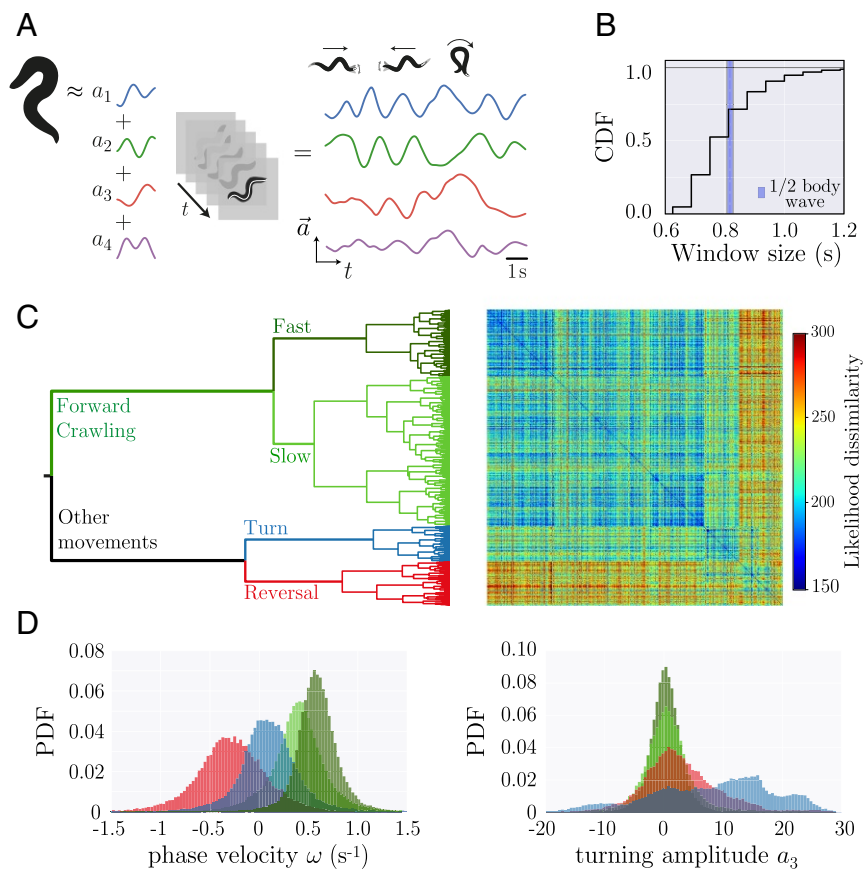 A
≈ a1
+
a2
+
a3
+
a4
t
=
a⃗
t
1s
B
CDF
1.0
0.5
0.0
1/2 body
wave
0.6 0.8 1.0 1.2
Window size (s)
C
Fast
Forward
Crawling
Slow
Other
movements
Turn
Reversal
300
250
200
150
Likelihood dissimilarity
D
PDF
0.08
0.06
0.04
0.02
0
-1.5 -1 -0.5 0 0.5 1 1.5
phase velocity ω (s-1)
PDF
0.10
0.08
0.06
0.04
0.02
0
-20 -10 0 10 20 30
turning amplitude a3